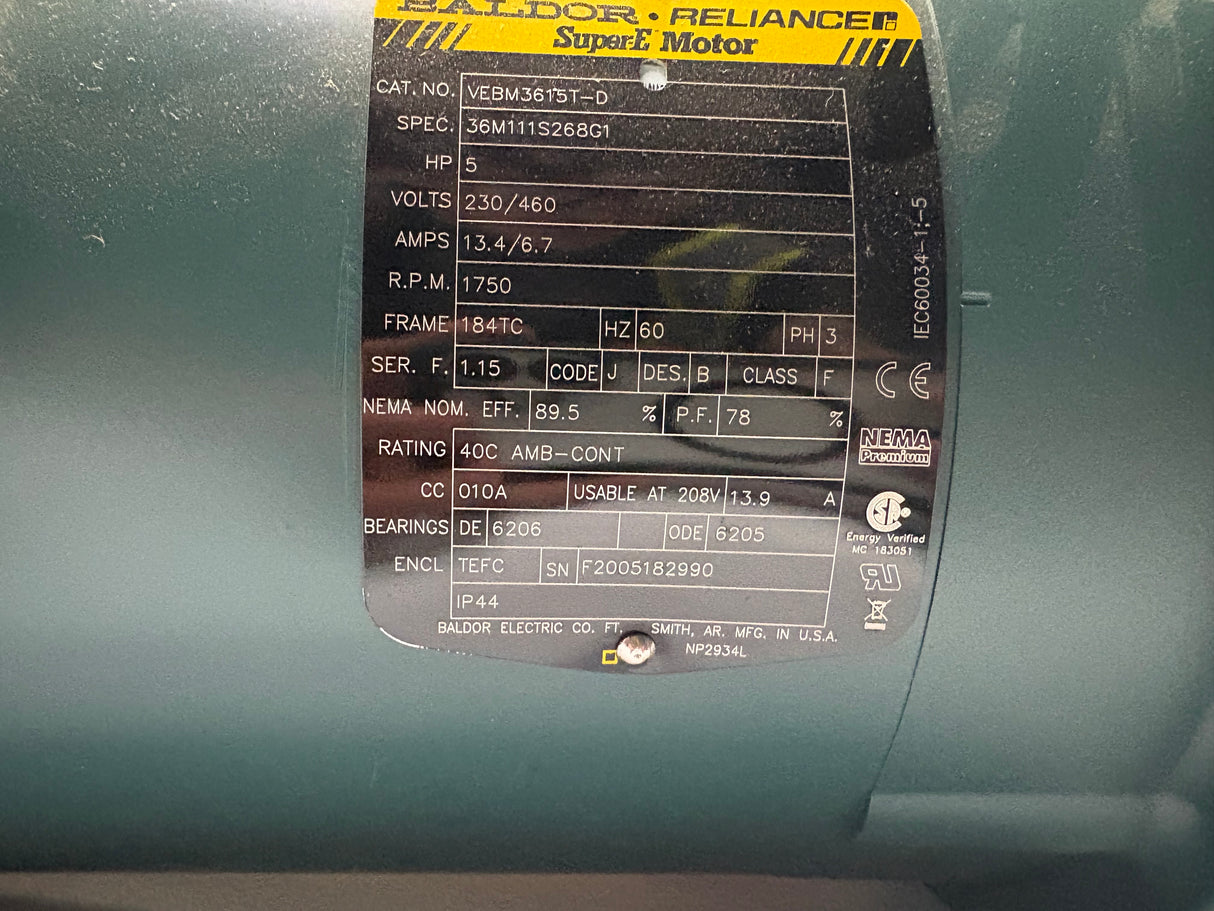 BALDOR • RELIANCER
SuperE Motor
CAT. NO. VEBM3615T-D
SPEC. 36M111S268G1
HP 5
VOLTS 230/460
AMPS 13.4/6.7
R.P.M. 1750
FRAME 184TC HZ 60 PH 3
SER. F. 1.15 CODE J DES. B CLASS F
NEMA NOM. EFF. 89.5 % P.F. 78 %
RATING 40C AMB-CONT
CC 010A USABLE AT 208V 13.9 A
BEARINGS DE 6206 ODE 6205
ENCL TEFC SN F2005182990
IP44
BALDOR ELECTRIC CO. FT. SMITH, AR. MFG. IN U.S.A.
NP2934L
IEC60034-1;-5
CE
NEMA
Premium
Energy Verified
MC 183051